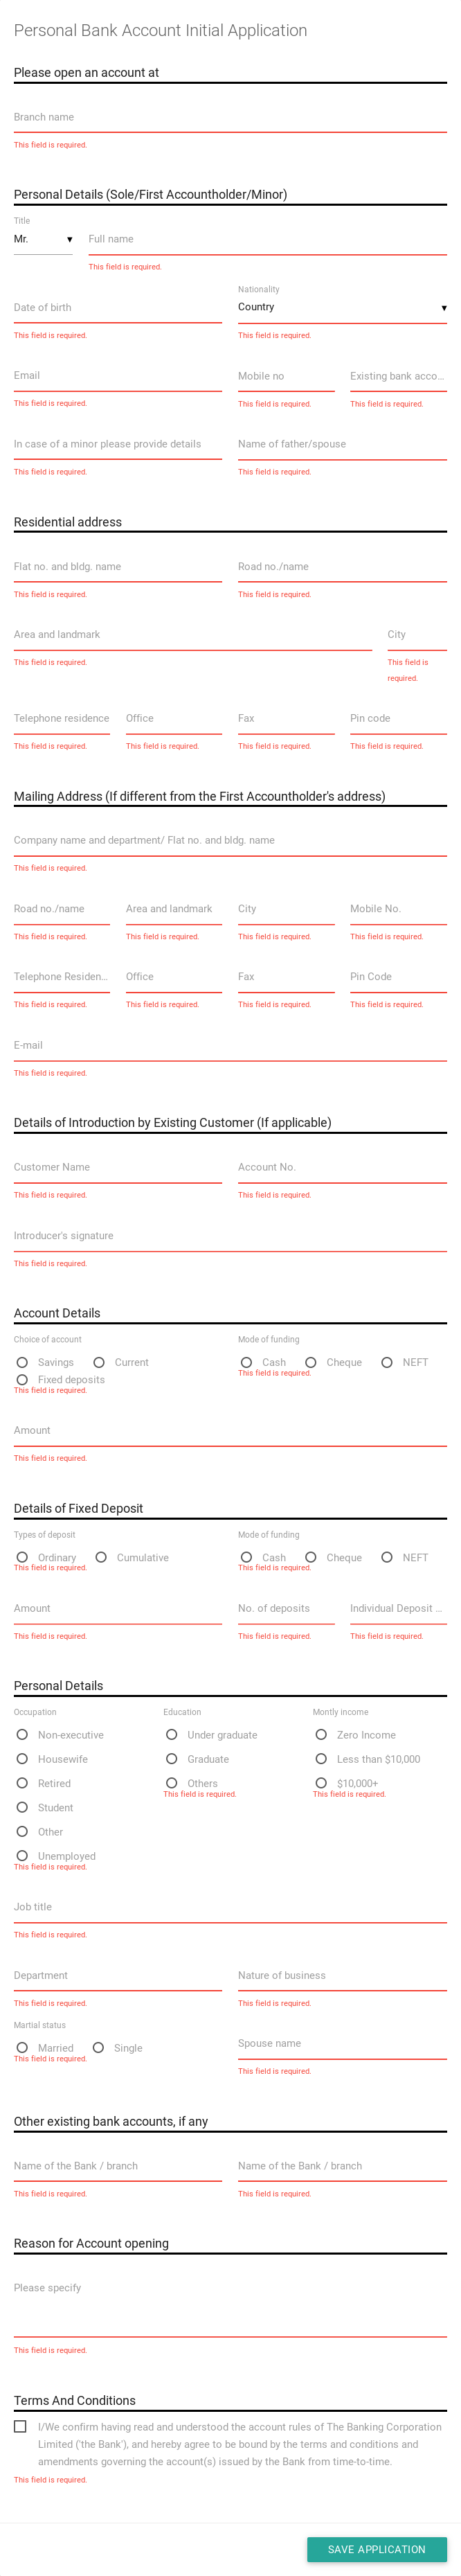 Personal Bank Account Initial Application
Please open an account at
Branch name
This field is required.
Personal Details (Sole/First Accountholder/Minor)
Title
Mr. ▼ Full name
This field is required.
Nationality
Date of birth Country ▼
This field is required. This field is required.
Email Mobile no Existing bank acco...
This field is required. This field is required. This field is required.
In case of a minor please provide details Name of father/spouse
This field is required. This field is required.
Residential address
Flat no. and bldg. name Road no./name
This field is required. This field is required.
Area and landmark City
This field is required. This field is
required.
Telephone residence Office Fax Pin code
This field is required. This field is required. This field is required. This field is required.
Mailing Address (If different from the First Accountholder's address)
Company name and department/ Flat no. and bldg. name
This field is required.
Road no./name Area and landmark City Mobile No.
This field is required. This field is required. This field is required. This field is required.
Telephone Residen... Office Fax Pin Code
This field is required. This field is required. This field is required. This field is required.
E-mail
This field is required.
Details of Introduction by Existing Customer (If applicable)
Customer Name Account No.
This field is required. This field is required.
Introducer's signature
This field is required.
Account Details
Choice of account Mode of funding
Savings Current Cash Cheque NEFT
This field is required.
Fixed deposits
This field is required.
Amount
This field is required.
Details of Fixed Deposit
Types of deposit Mode of funding
Ordinary Cumulative Cash Cheque NEFT
This field is required. This field is required.
Amount No. of deposits Individual Deposit ...
This field is required. This field is required. This field is required.
Personal Details
Occupation Education Montly income
Non-executive Under graduate Zero Income
Housewife Graduate Less than $10,000
Retired Others $10,000+
This field is required. This field is required.
Student
Other
Unemployed
This field is required.
Job title
This field is required.
Department Nature of business
This field is required. This field is required.
Martial status
Married Single Spouse name
This field is required. This field is required.
Other existing bank accounts, if any
Name of the Bank / branch Name of the Bank / branch
This field is required. This field is required.
Reason for Account opening
Please specify
This field is required.
Terms And Conditions
I/We confirm having read and understood the account rules of The Banking Corporation
Limited ('the Bank'), and hereby agree to be bound by the terms and conditions and
amendments governing the account(s) issued by the Bank from time-to-time.
This field is required.
SAVE APPLICATION